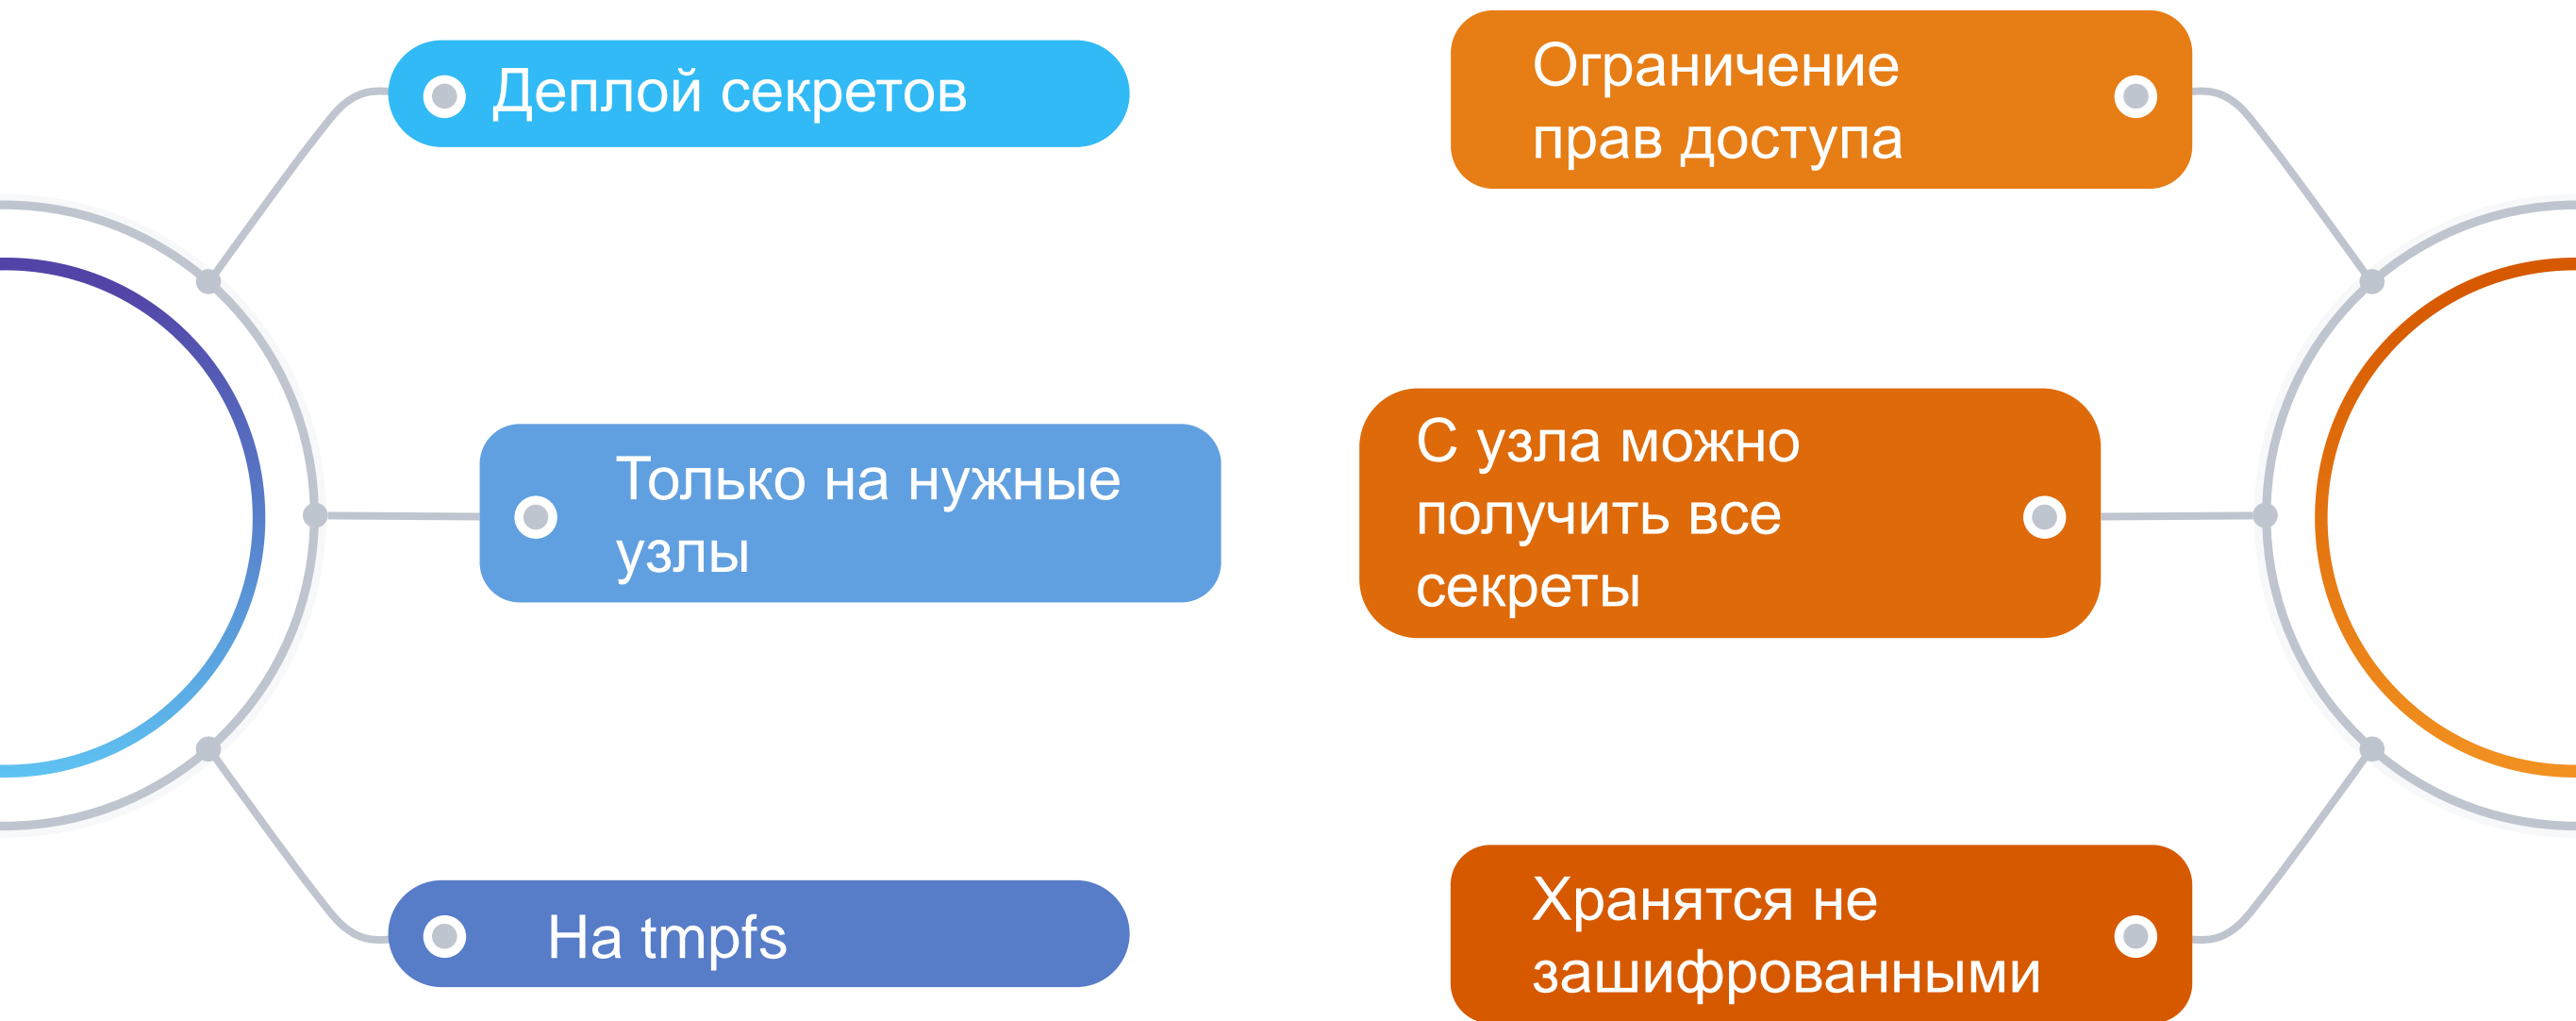 Деплой секретов
Только на нужные
узлы
На tmpfs
Ограничение
прав доступа
С узла можно
получить все
секреты
Хранятся не
зашифрованными